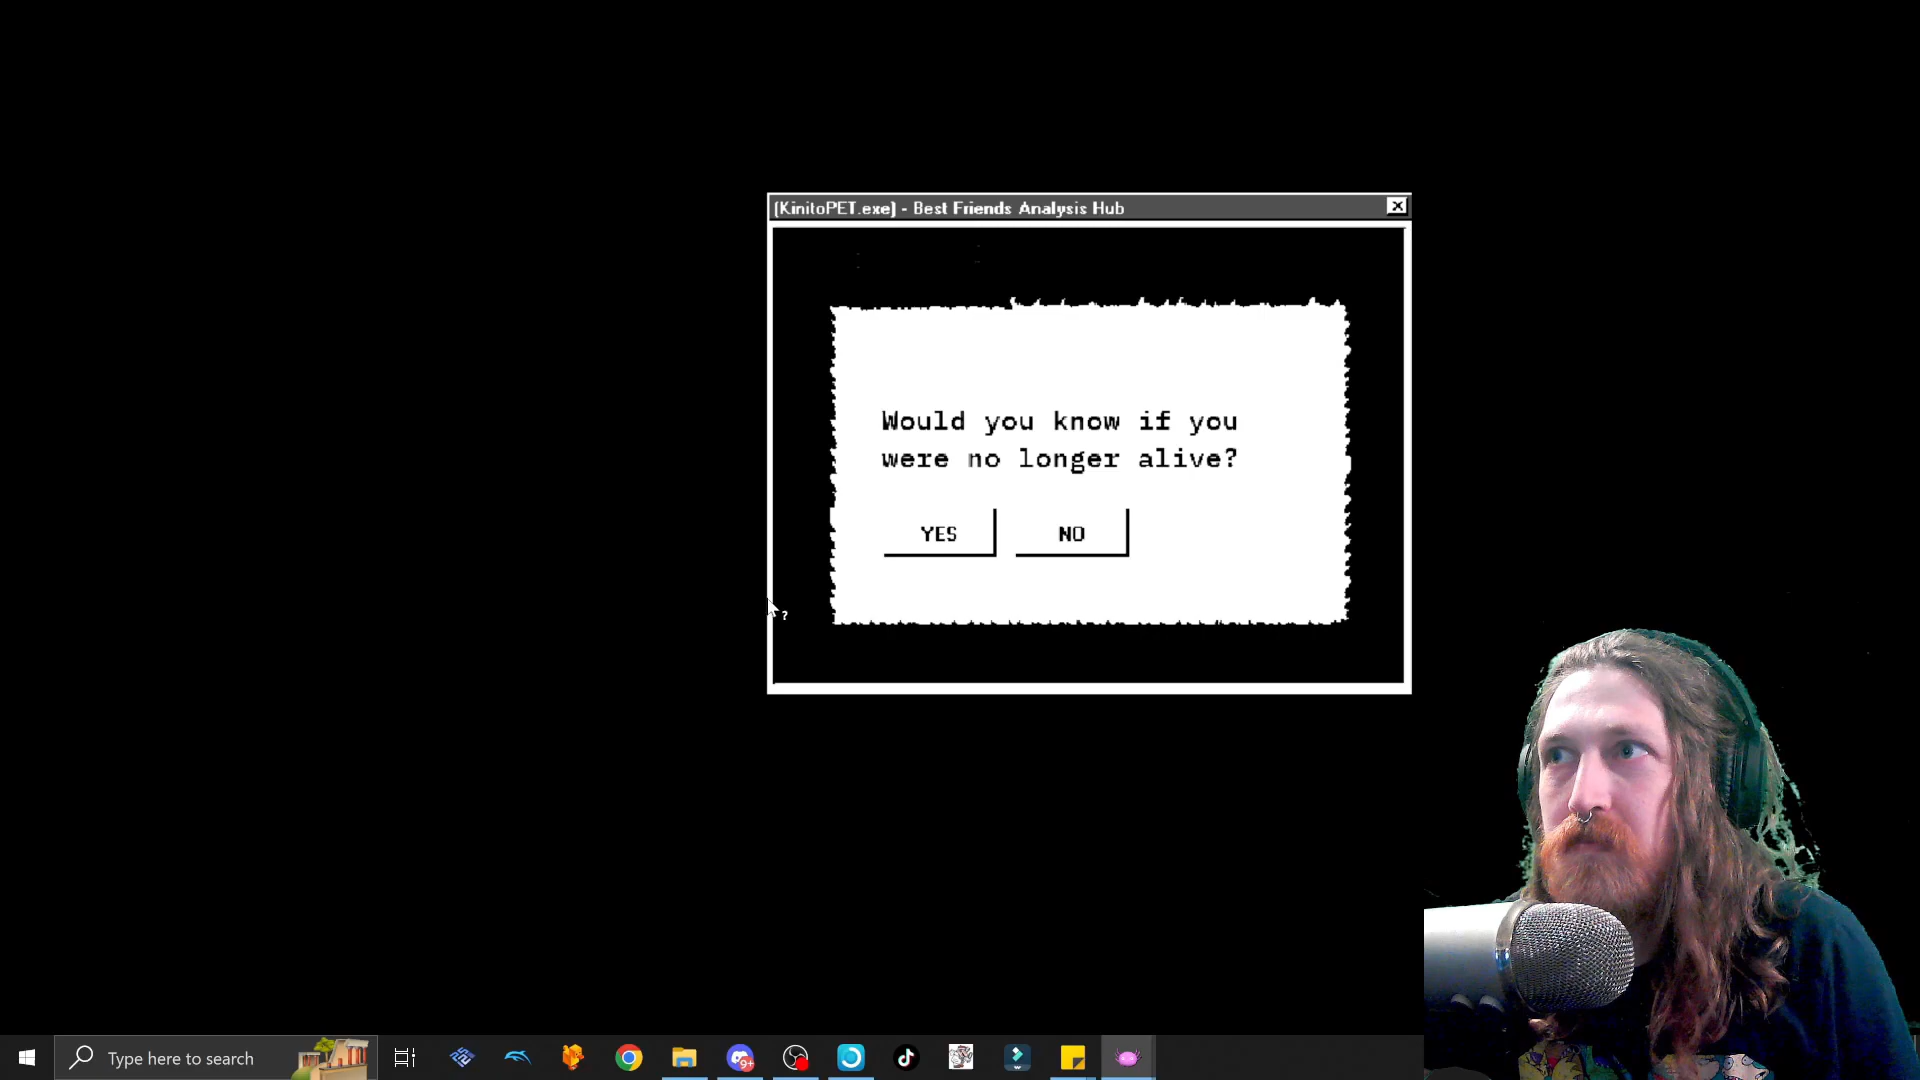 [KinitoPET.exe] - Best Friends Analysis Hub
Would you know if you
were no longer alive?
YES NO
?
Type here to search
9+